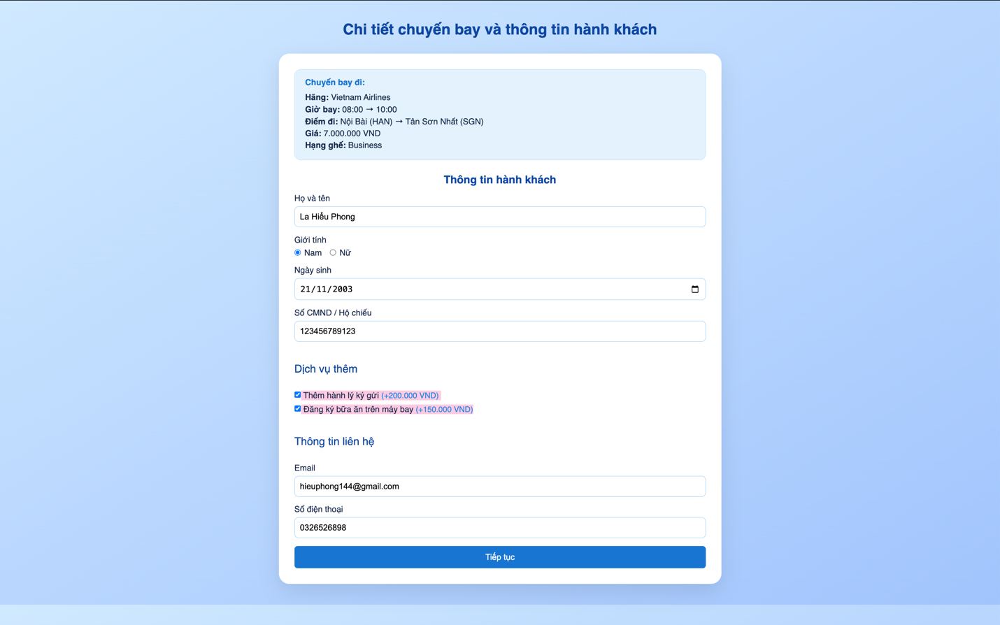 Chi tiết chuyến bay và thông tin hành khách
Chuyến bay đi:
Hãng: Vietnam Airlines
Giờ bay: 08:00 → 10:00
Điểm đi: Nội Bài (HAN) → Tân Sơn Nhất (SGN)
Giá: 7.000.000 VND
Hạng ghế: Business
Thông tin hành khách
Họ và tên
La Hiểu Phong
Giới tính
Nam Nữ
Ngày sinh
21/11/2003
Số CMND / Hộ chiếu
123456789123
Dịch vụ thêm
Thêm hành lý ký gửi (+200.000 VND)
Đăng ký bữa ăn trên máy bay (+150.000 VND)
Thông tin liên hệ
Email
hieuphong144@gmail.com
Số điện thoại
0326526898
Tiếp tục